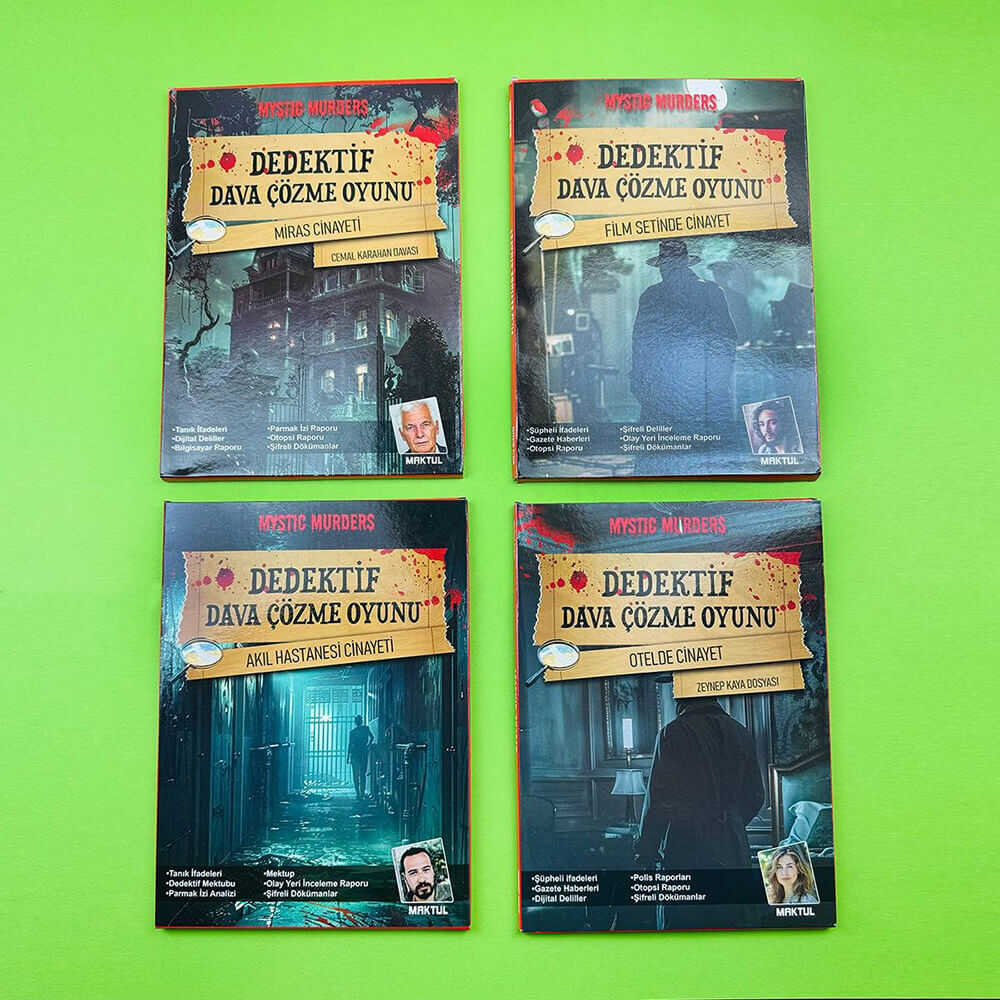 MYSTIC MURDERS
DEDEKTİF
DAVA ÇÖZME OYUNU
MİRAS CİNAYETİ
CEMAL KARAHAN DAVASI
•Tanık İfadeleri
•Dijital Deliller
•Bilgisayar Raporu
•Parmak İzi Raporu
•Otopsi Raporu
•Şifreli Dökümanlar
MAKTUL
MYSTIC MURDERS
DEDEKTİF
DAVA ÇÖZME OYUNU
FİLM SETİNDE CİNAYET
•Şüpheli İfadeleri
•Gazete Haberleri
•Otopsi Raporu
•Şifreli Deliller
•Olay Yeri İnceleme Raporu
•Şifreli Dökümanlar
MAKTUL
MYSTIC MURDERS
DEDEKTİF
DAVA ÇÖZME OYUNU
AKIL HASTANESİ CİNAYETİ
•Tanık İfadeleri
•Dedektif Mektubu
•Parmak İzi Analizi
•Mektup
•Olay Yeri İnceleme Raporu
•Şifreli Dökümanlar
MAKTUL
MYSTIC MURDERS
DEDEKTİF
DAVA ÇÖZME OYUNU
OTELDE CİNAYET
ZEYNEP KAYA DOSYASI
•Şüpheli ifadeleri
•Gazete Haberleri
•Dijital Deliller
•Polis Raporları
•Otopsi Raporu
•Şifreli Dökümanlar
MAKTUL